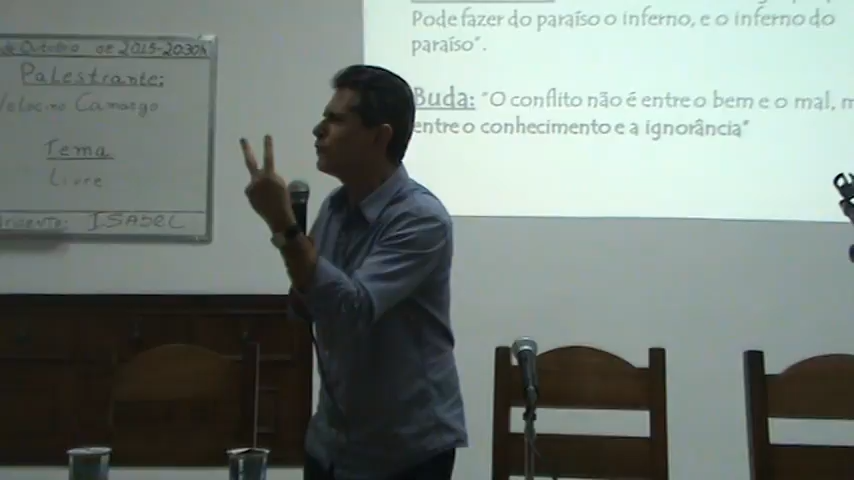 de Outubro de 2015-20:30h
Palestrante:
Camargo
Tema
Livre
ISABEL
Pode fazer do paraíso o inferno, e o inferno do
paraíso".
Buda: "O conflito não é entre o bem e o mal, m
entre o conhecimento e a ignorância"